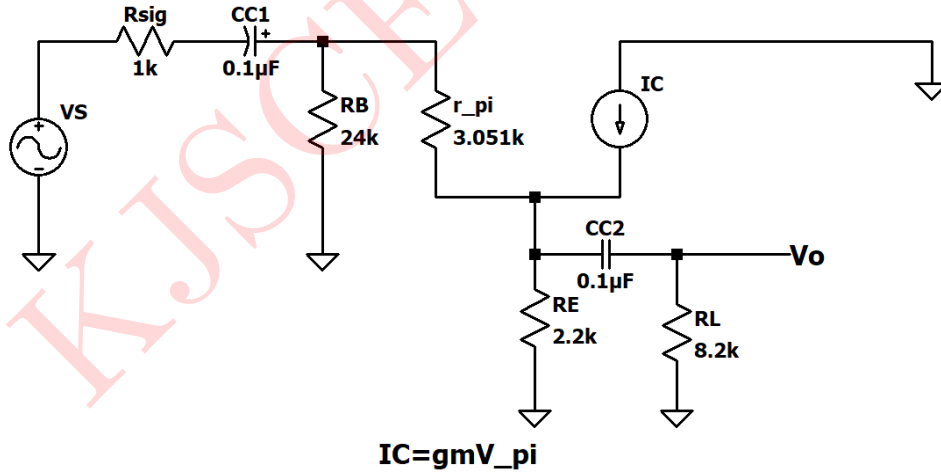 Rsig
1k
CC1
+
0.1µF
VS
+
−
RB
24k
r_pi
3.051k
IC
CC2
0.1µF
Vo
RE
2.2k
RL
8.2k
IC=gmV_pi
KJSCE